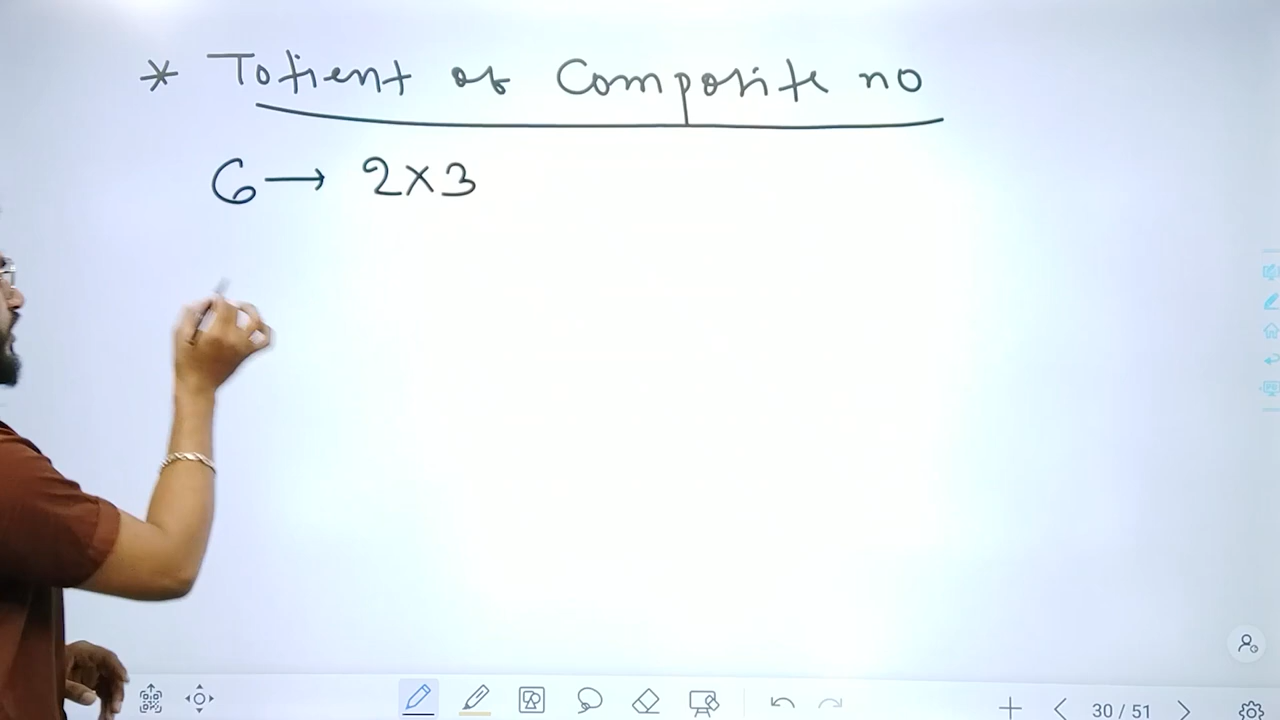 * Totient of Composite no
6 → 2×3
30 / 51